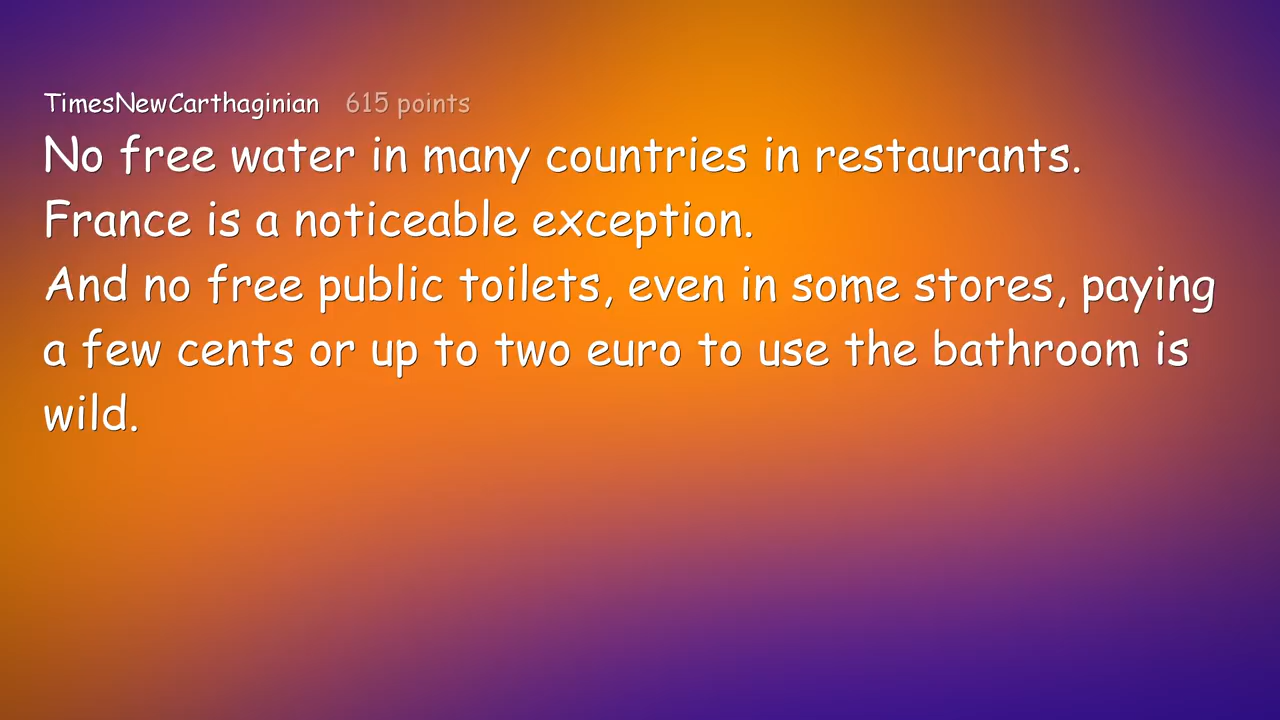 TimesNewCarthaginian 615 points
No free water in many countries in restaurants.
France is a noticeable exception.
And no free public toilets, even in some stores, paying
a few cents or up to two euro to use the bathroom is
wild.